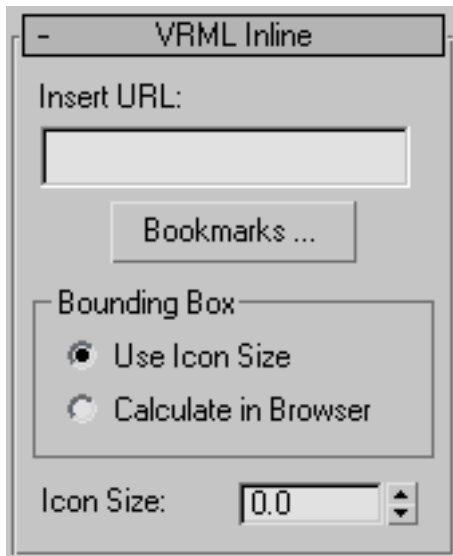 - VRML Inline
Insert URL:
Bookmarks ...
Bounding Box
Use Icon Size
Calculate in Browser
Icon Size: 0.0